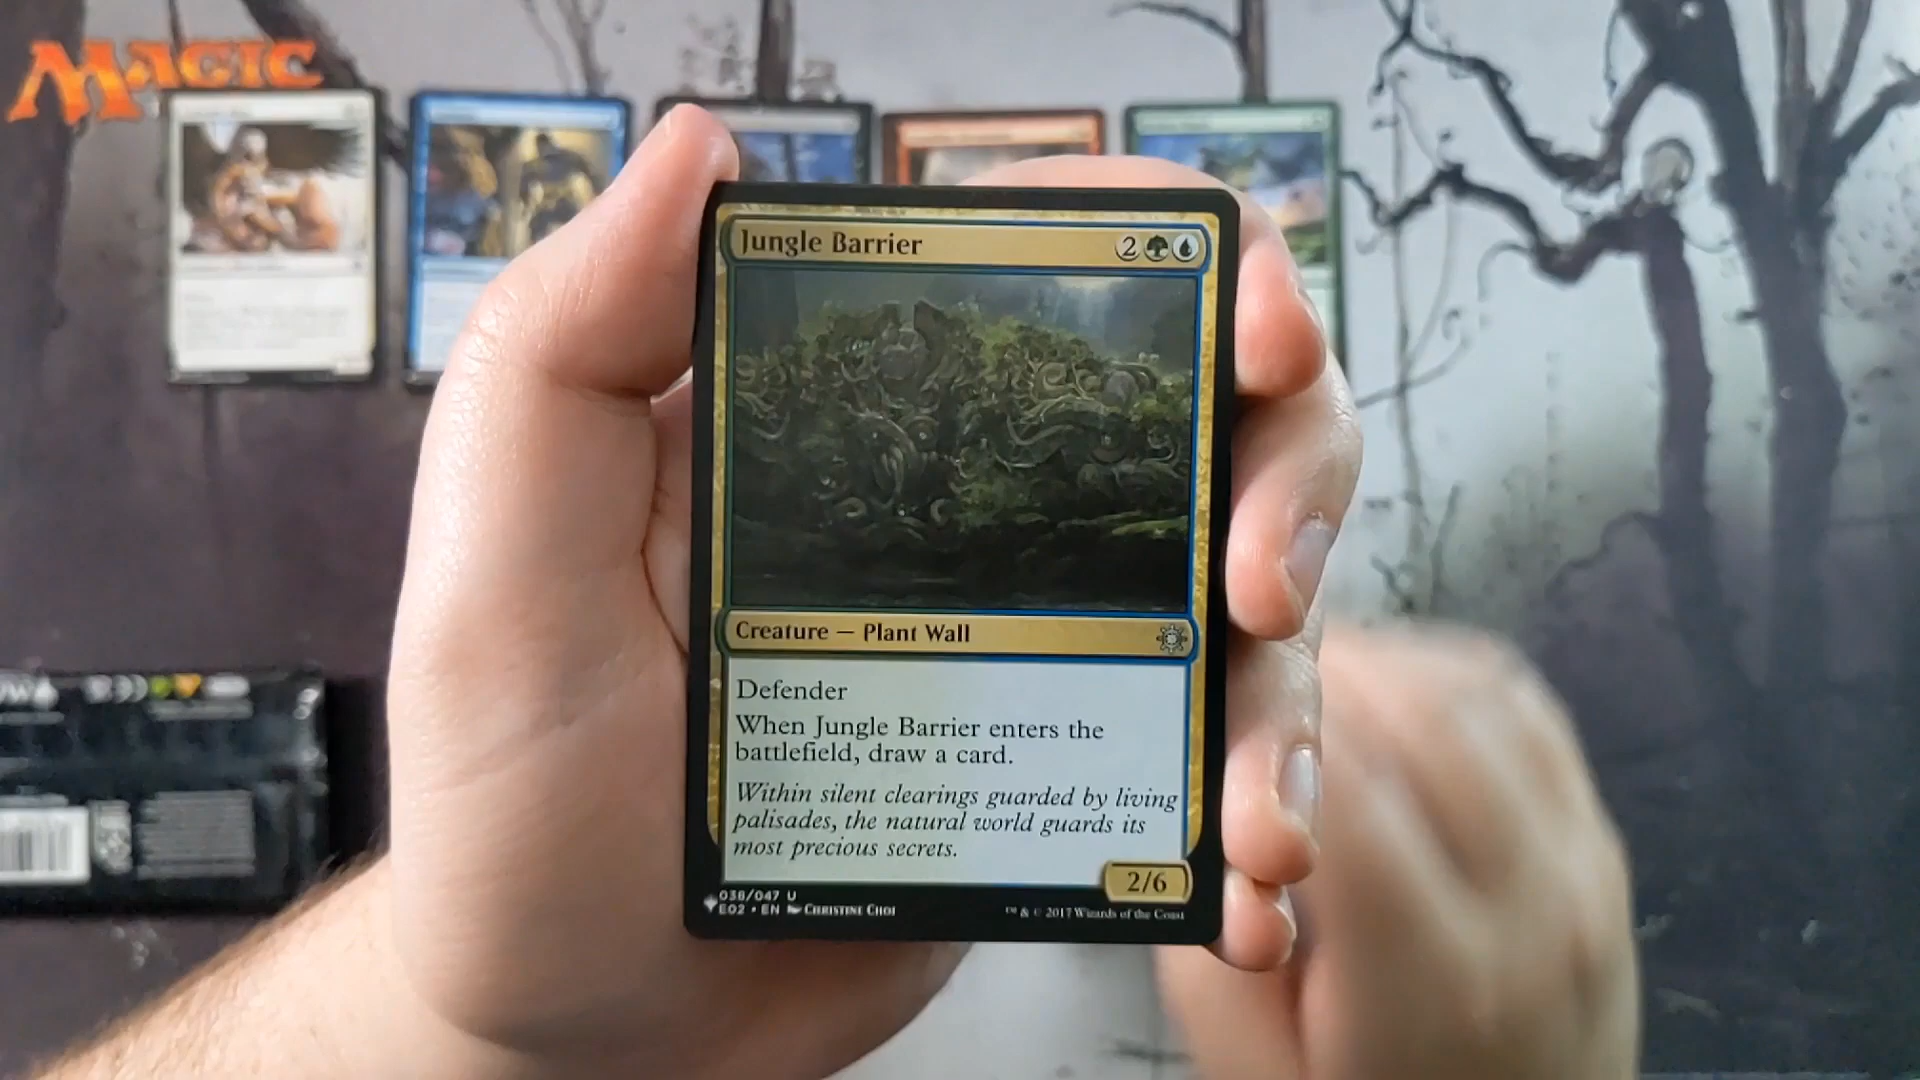 MAGIC
Jungle Barrier
2
Creature — Plant Wall
Defender
When Jungle Barrier enters the
battlefield, draw a card.
Within silent clearings guarded by living
palisades, the natural world guards its
most precious secrets.
2/6
038/047 U
E02 • EN Christine Choi
™ & © 2017 Wizards of the Coast